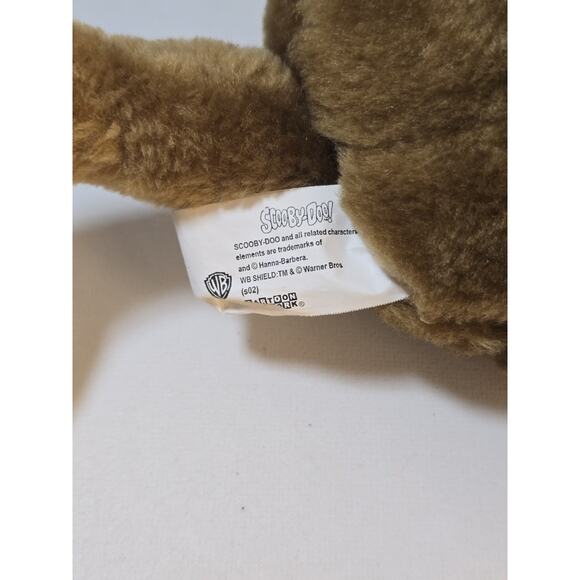 SCOOBY-DOO!
SCOOBY-DOO and all related characters
elements are trademarks of
and © Hanna-Barbera.
WB SHIELD:TM & © Warner Bros
(s02)
WB
CARTOON